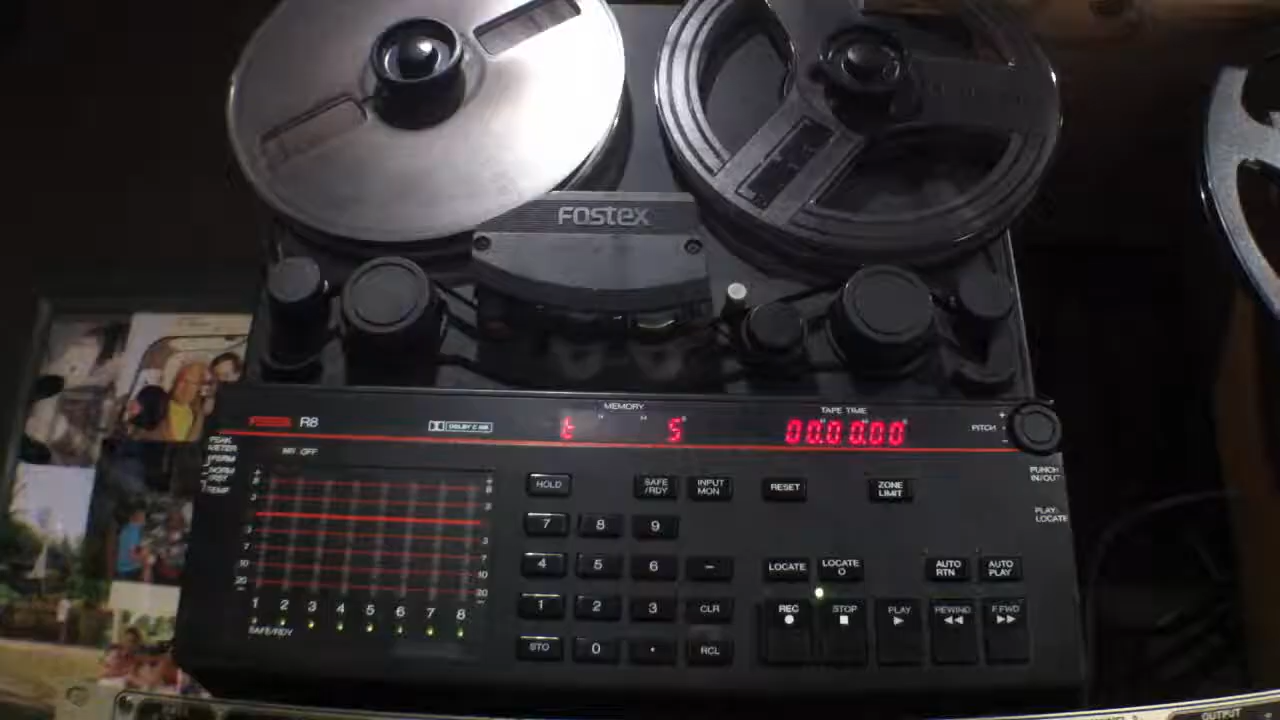 FOSTEX
MEMORY
TAPE TIME
R8
DOLBY C NR
t 5
00.00.00
PITCH
+
-
PEAK
METER
PERM
NORM
TEMP
OFF
PUNCH
IN/OUT
PLAY/
LOCATE
HOLD
SAFE
/RDY
INPUT
MON
RESET
ZONE
LIMIT
7 8 9
4 5 6 -
1 2 3 CLR
STO 0 . RCL
LOCATE
LOCATE
0
AUTO
RTN
AUTO
PLAY
REC
STOP
PLAY
REWIND
F FWD
1 2 3 4 5 6 7 8
SAFE/RDY
OUTPUT